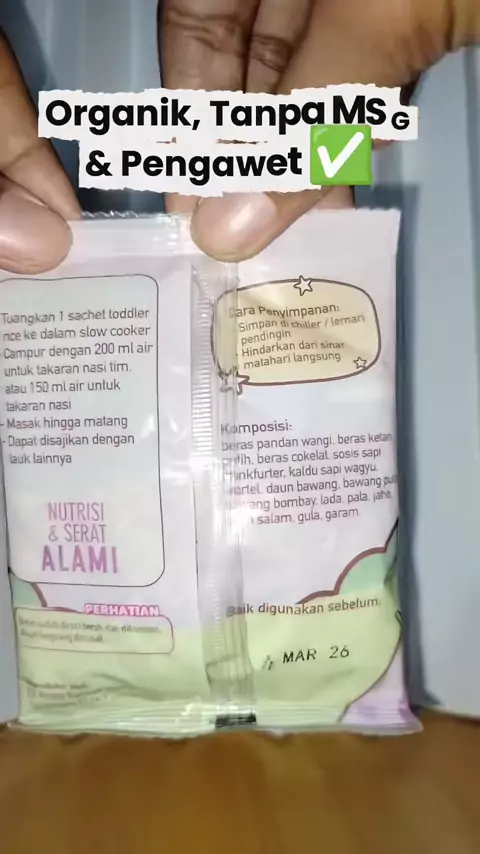 Organik, Tanpa MSG
& Pengawet
Tuangkan 1 sachet toddler
rice ke dalam slow cooker
Campur dengan 200 ml air
untuk takaran nasi tim,
atau 150 ml air untuk
takaran nasi
- Masak hingga matang
- Dapat disajikan dengan
lauk lainnya
NUTRISI
& SERAT
ALAMI
PERHATIAN
Cara Penyimpanan:
Simpan di chiller / lemari
pendingin
- Hindarkan dari sinar
matahari langsung
Komposisi:
beras pandan wangi, beras ketan
beras cokelat, sosis sapi
kaldu sapi wagyu,
daun bawang, bawang
bombay, lada, pala, jahe,
salam, gula, garam.
Baik digunakan sebelum:
MAR 26